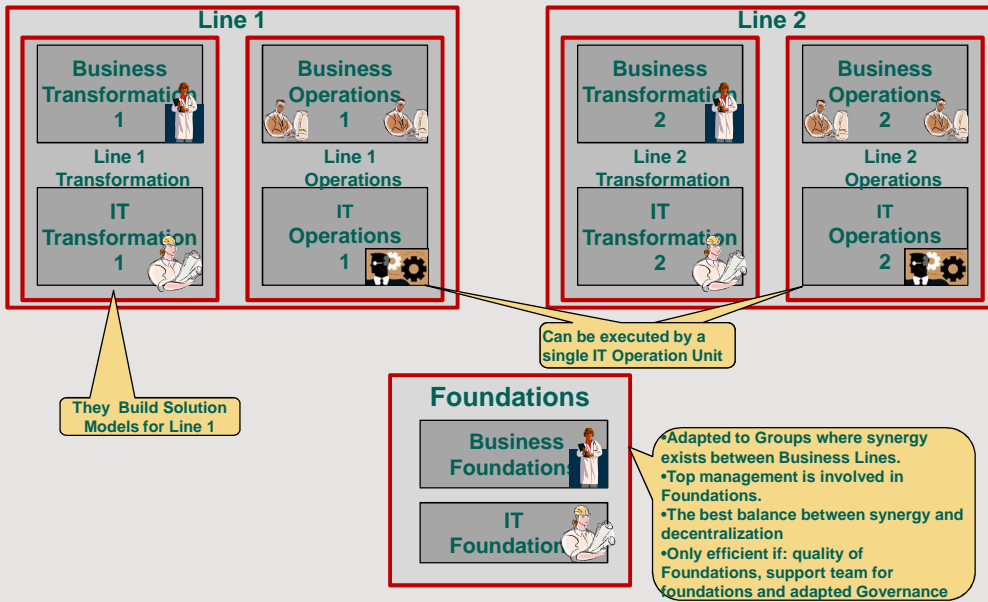 Line 1
Business
Transformation
1
Line 1
Transformation
IT
Transformation
1
Business
Operations
1
Line 1
Operations
IT
Operations
1
Line 2
Business
Transformation
2
Line 2
Transformation
IT
Transformation
2
Business
Operations
2
Line 2
Operations
IT
Operations
2
They Build Solution
Models for Line 1
Can be executed by a
single IT Operation Unit
Foundations
Business
Foundations
IT
Foundation
•Adapted to Groups where synergy
exists between Business Lines.
•Top management is involved in
Foundations.
•The best balance between synergy and
decentralization
•Only efficient if: quality of
Foundations, support team for
foundations and adapted Governance